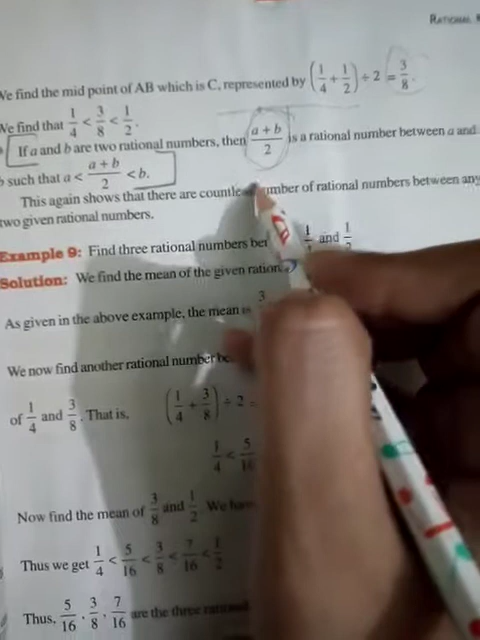 RATIONAL
We find the mid point of AB which is C, represented by (1/4 + 1/2) ÷ 2 = 3/8.
We find that 1/4 < 3/8 < 1/2.
If a and b are two rational numbers, then (a + b)/2 is a rational number between a and
b such that a < (a + b)/2 < b.
This again shows that there are countless number of rational numbers between any
two given rational numbers.
Example 9: Find three rational numbers 1/4 and 1/2
Solution: We find the mean of the given
As given in the above example, the mean is 3
We now find another rational number
of 1/4 and 3/8. That is, (1/4 + 3/8) ÷ 2 =
1/4 < 5/16
Now find the mean of 3/8 and 1/2. We have
Thus we get 1/4 < 5/16 < 3/8 < 7/16 < 1/2
Thus, 5/16, 3/8, 7/16 are the three rational